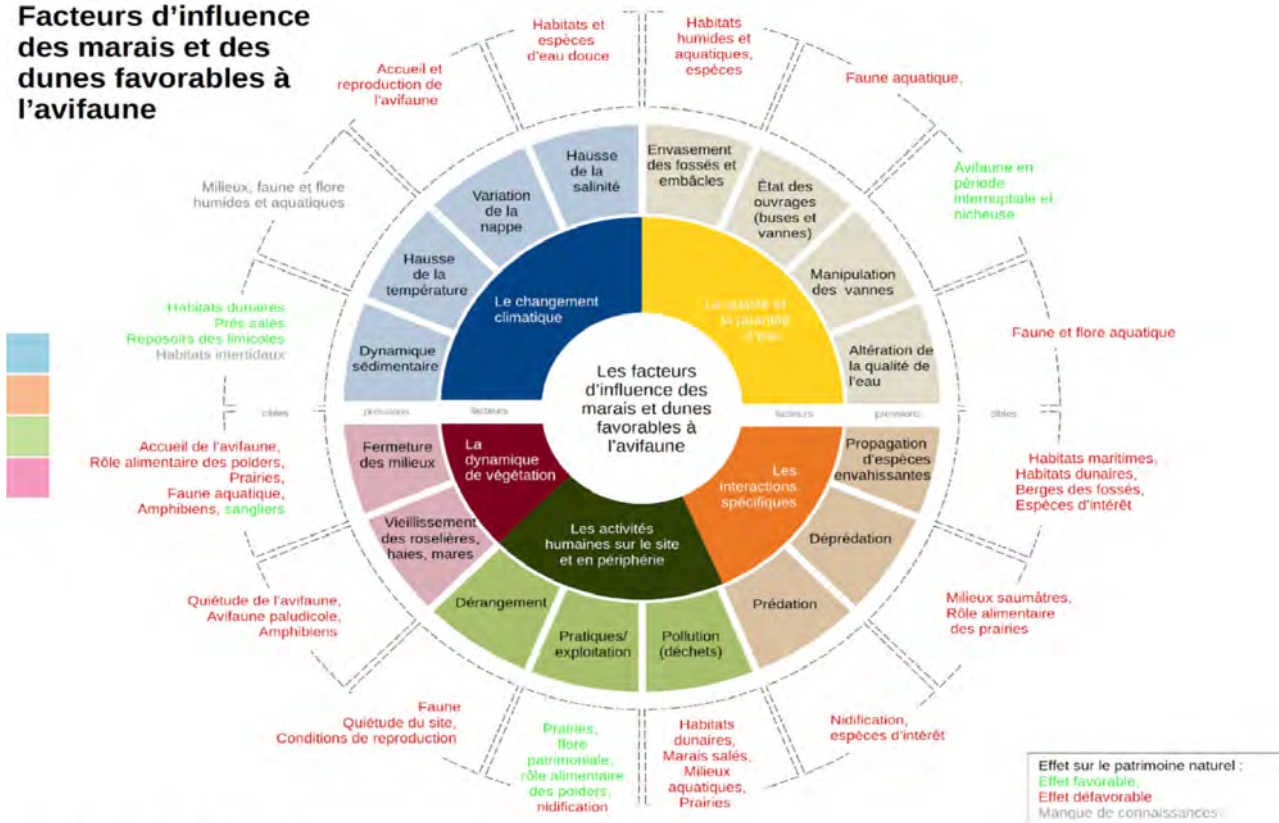 Facteurs d'influence
des marais et des
dunes favorables à
l'avifaune
Habitats et
espèces
d'eau douce
Habitats
humides et
aquatiques,
espèces
Accueil et
reproduction de
l'avifaune
Faune aquatique,
Milieux, faune et flore
humides et aquatiques
Avifaune en
période
internuptiale et
nicheuse
Habitats dunaires
Prés salés
Reposoirs des limicoles
Habitats intertidaux
Faune et flore aquatique
Hausse
de la
salinité
Envasement
des fossés et
embâcles
Variation
de la
nappe
État des
ouvrages
(buses et
vannes)
Hausse
de la
température
Manipulation
des vannes
Dynamique
sédimentaire
Altération de
la qualité de
l'eau
Le changement
climatique
La qualité et
la quantité
d'eau
Les facteurs
d'influence des
marais et dunes
favorables à
l'avifaune
cibles
prévisions
facteurs
facteurs
prévisions
cibles
Accueil de l'avifaune,
Rôle alimentaire des polders,
Prairies,
Faune aquatique,
Amphibiens, sangliers
Fermeture
des milieux
La
dynamique
de végétation
Les
interactions
spécifiques
Propagation
d'espèces
envahissantes
Habitats maritimes,
Habitats dunaires,
Berges des fossés,
Espèces d'intérêt
Vieillissement
des roselières,
haies, mares
Les activités
humaines sur le site
et en périphérie
Déprédation
Quiétude de l'avifaune,
Avifaune paludicole,
Amphibiens
Dérangement
Pratiques/
exploitation
Pollution
(déchets)
Prédation
Milieux saumâtres,
Rôle alimentaire
des prairies
Faune
Quiétude du site,
Conditions de reproduction
Prairies,
flore
patrimoniale,
rôle alimentaire
des polders,
nidification
Habitats
dunaires,
Marais salés,
Milieux
aquatiques,
Prairies
Nidification,
espèces d'intérêt
Effet sur le patrimoine naturel :
Effet favorable,
Effet défavorable
Manque de connaissances